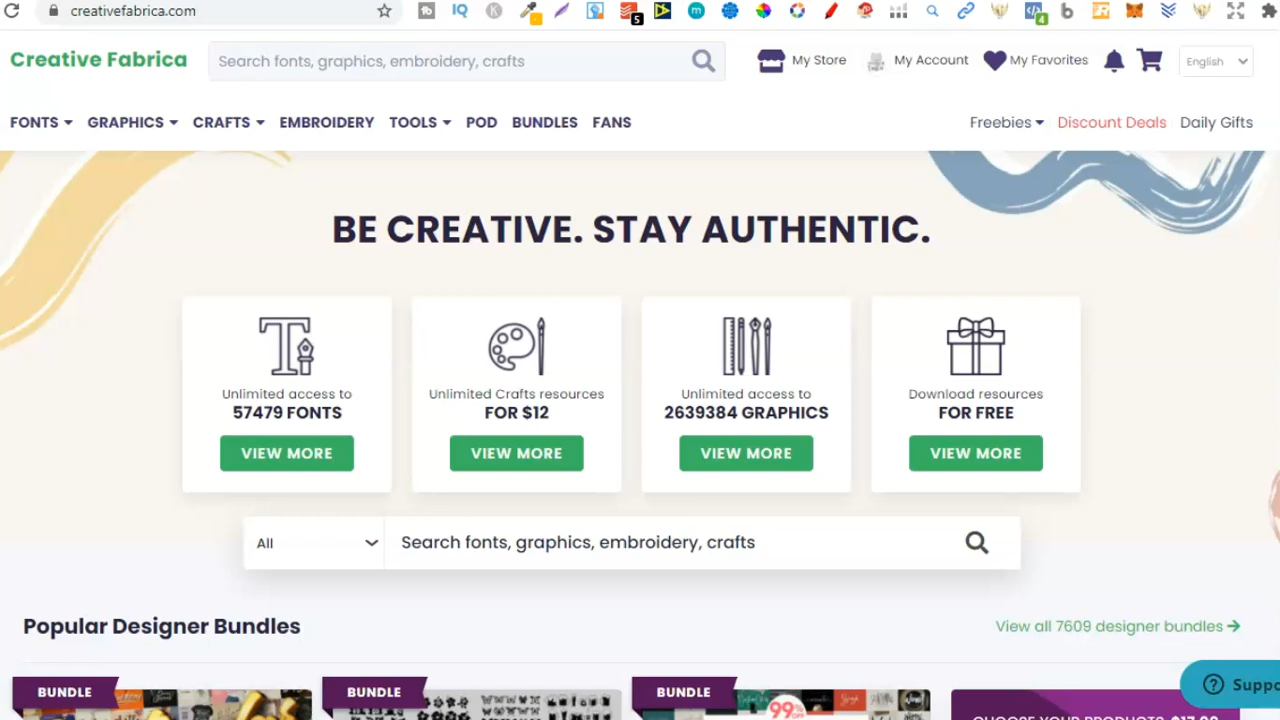 creativefabrica.com
5
4
Creative Fabrica
Search fonts, graphics, embroidery, crafts
My Store
My Account
My Favorites
English
FONTS
GRAPHICS
CRAFTS
EMBROIDERY
TOOLS
POD
BUNDLES
FANS
Freebies
Discount Deals
Daily Gifts
BE CREATIVE. STAY AUTHENTIC.
Unlimited access to
57479 FONTS
VIEW MORE
Unlimited Crafts resources
FOR $12
VIEW MORE
Unlimited access to
2639384 GRAPHICS
VIEW MORE
Download resources
FOR FREE
VIEW MORE
All
Search fonts, graphics, embroidery, crafts
Popular Designer Bundles
View all 7609 designer bundles
BUNDLE
BUNDLE
BUNDLE
99%
Suppo